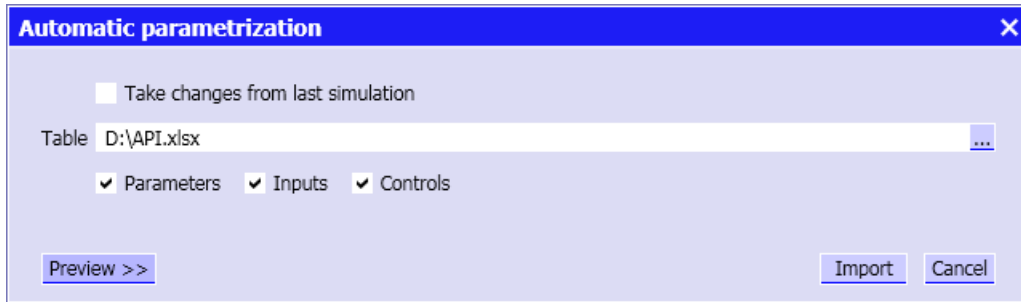 Automatic parametrization
Take changes from last simulation
Table D:\API.xlsx ...
Parameters Inputs Controls
Preview >> Import Cancel